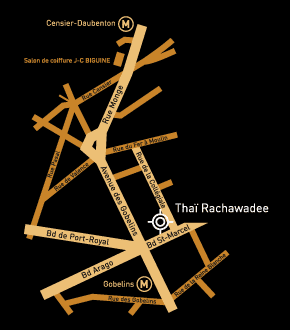 Censier-Daubenton M
Salon de coiffure J-C BIGUINE
Rue Censier
Rue Monge
Rue du Fer à Moulin
Rue de la Collégiale
Rue Pascal
Rue de Valence
Avenue des Gobelins
Thaï Rachawadee
Bd de Port-Royal
Bd St-Marcel
Bd Arago
Gobelins M
Rue de la Reine Blanche
Rue des Gobelins